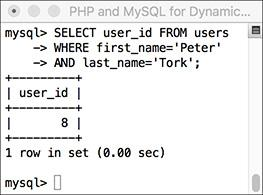 PHP and MySQL for Dynamic...
mysql> SELECT user_id FROM users
    -> WHERE first_name='Peter'
    -> AND last_name='Tork';
+---------+
| user_id |
+---------+
|       8 |
+---------+
1 row in set (0.00 sec)
mysql>